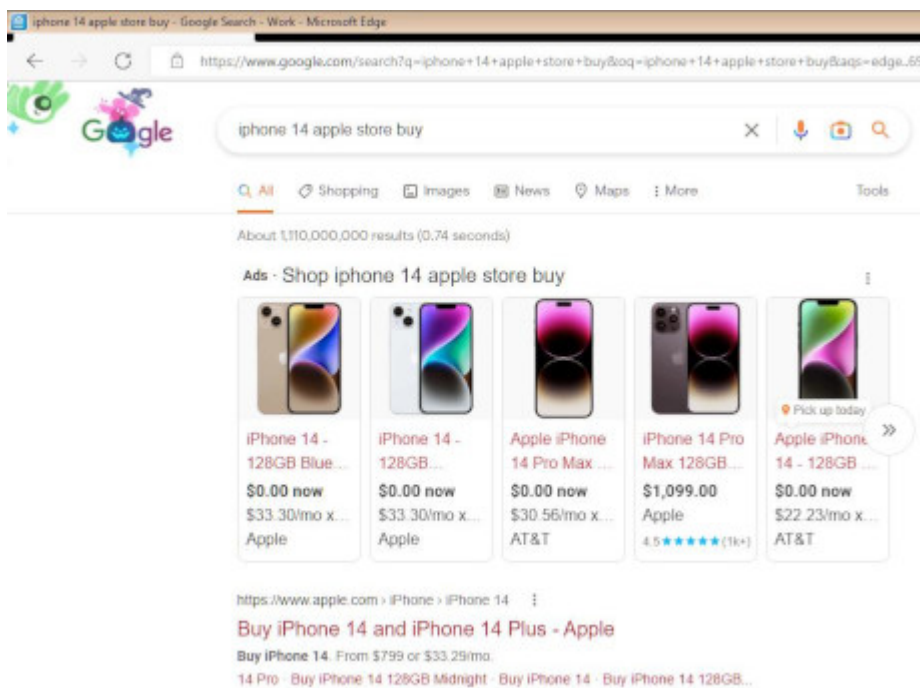 iphone 14 apple store buy - Google Search - Work - Microsoft Edge
https://www.google.com/search?q=iphone+14+apple+store+buy&oq=iphone+14+apple+store+buy&aqs=edge..69
Google
iphone 14 apple store buy
All Shopping Images News Maps More Tools
About 1,110,000,000 results (0.74 seconds)
Ads · Shop iphone 14 apple store buy
Pick up today
iPhone 14 -
128GB Blue...
$0.00 now
$33.30/mo x...
Apple
iPhone 14 -
128GB...
$0.00 now
$33.30/mo x...
Apple
Apple iPhone
14 Pro Max ...
$0.00 now
$30.56/mo x...
AT&T
iPhone 14 Pro
Max 128GB...
$1,099.00
Apple
4.5★★★★★(1k+)
Apple iPhone
14 - 128GB ...
$0.00 now
$22.23/mo x...
AT&T
https://www.apple.com › iPhone › iPhone 14
Buy iPhone 14 and iPhone 14 Plus - Apple
Buy iPhone 14. From $799 or $33.29/mo.
14 Pro · Buy iPhone 14 128GB Midnight · Buy iPhone 14 · Buy iPhone 14 128GB...